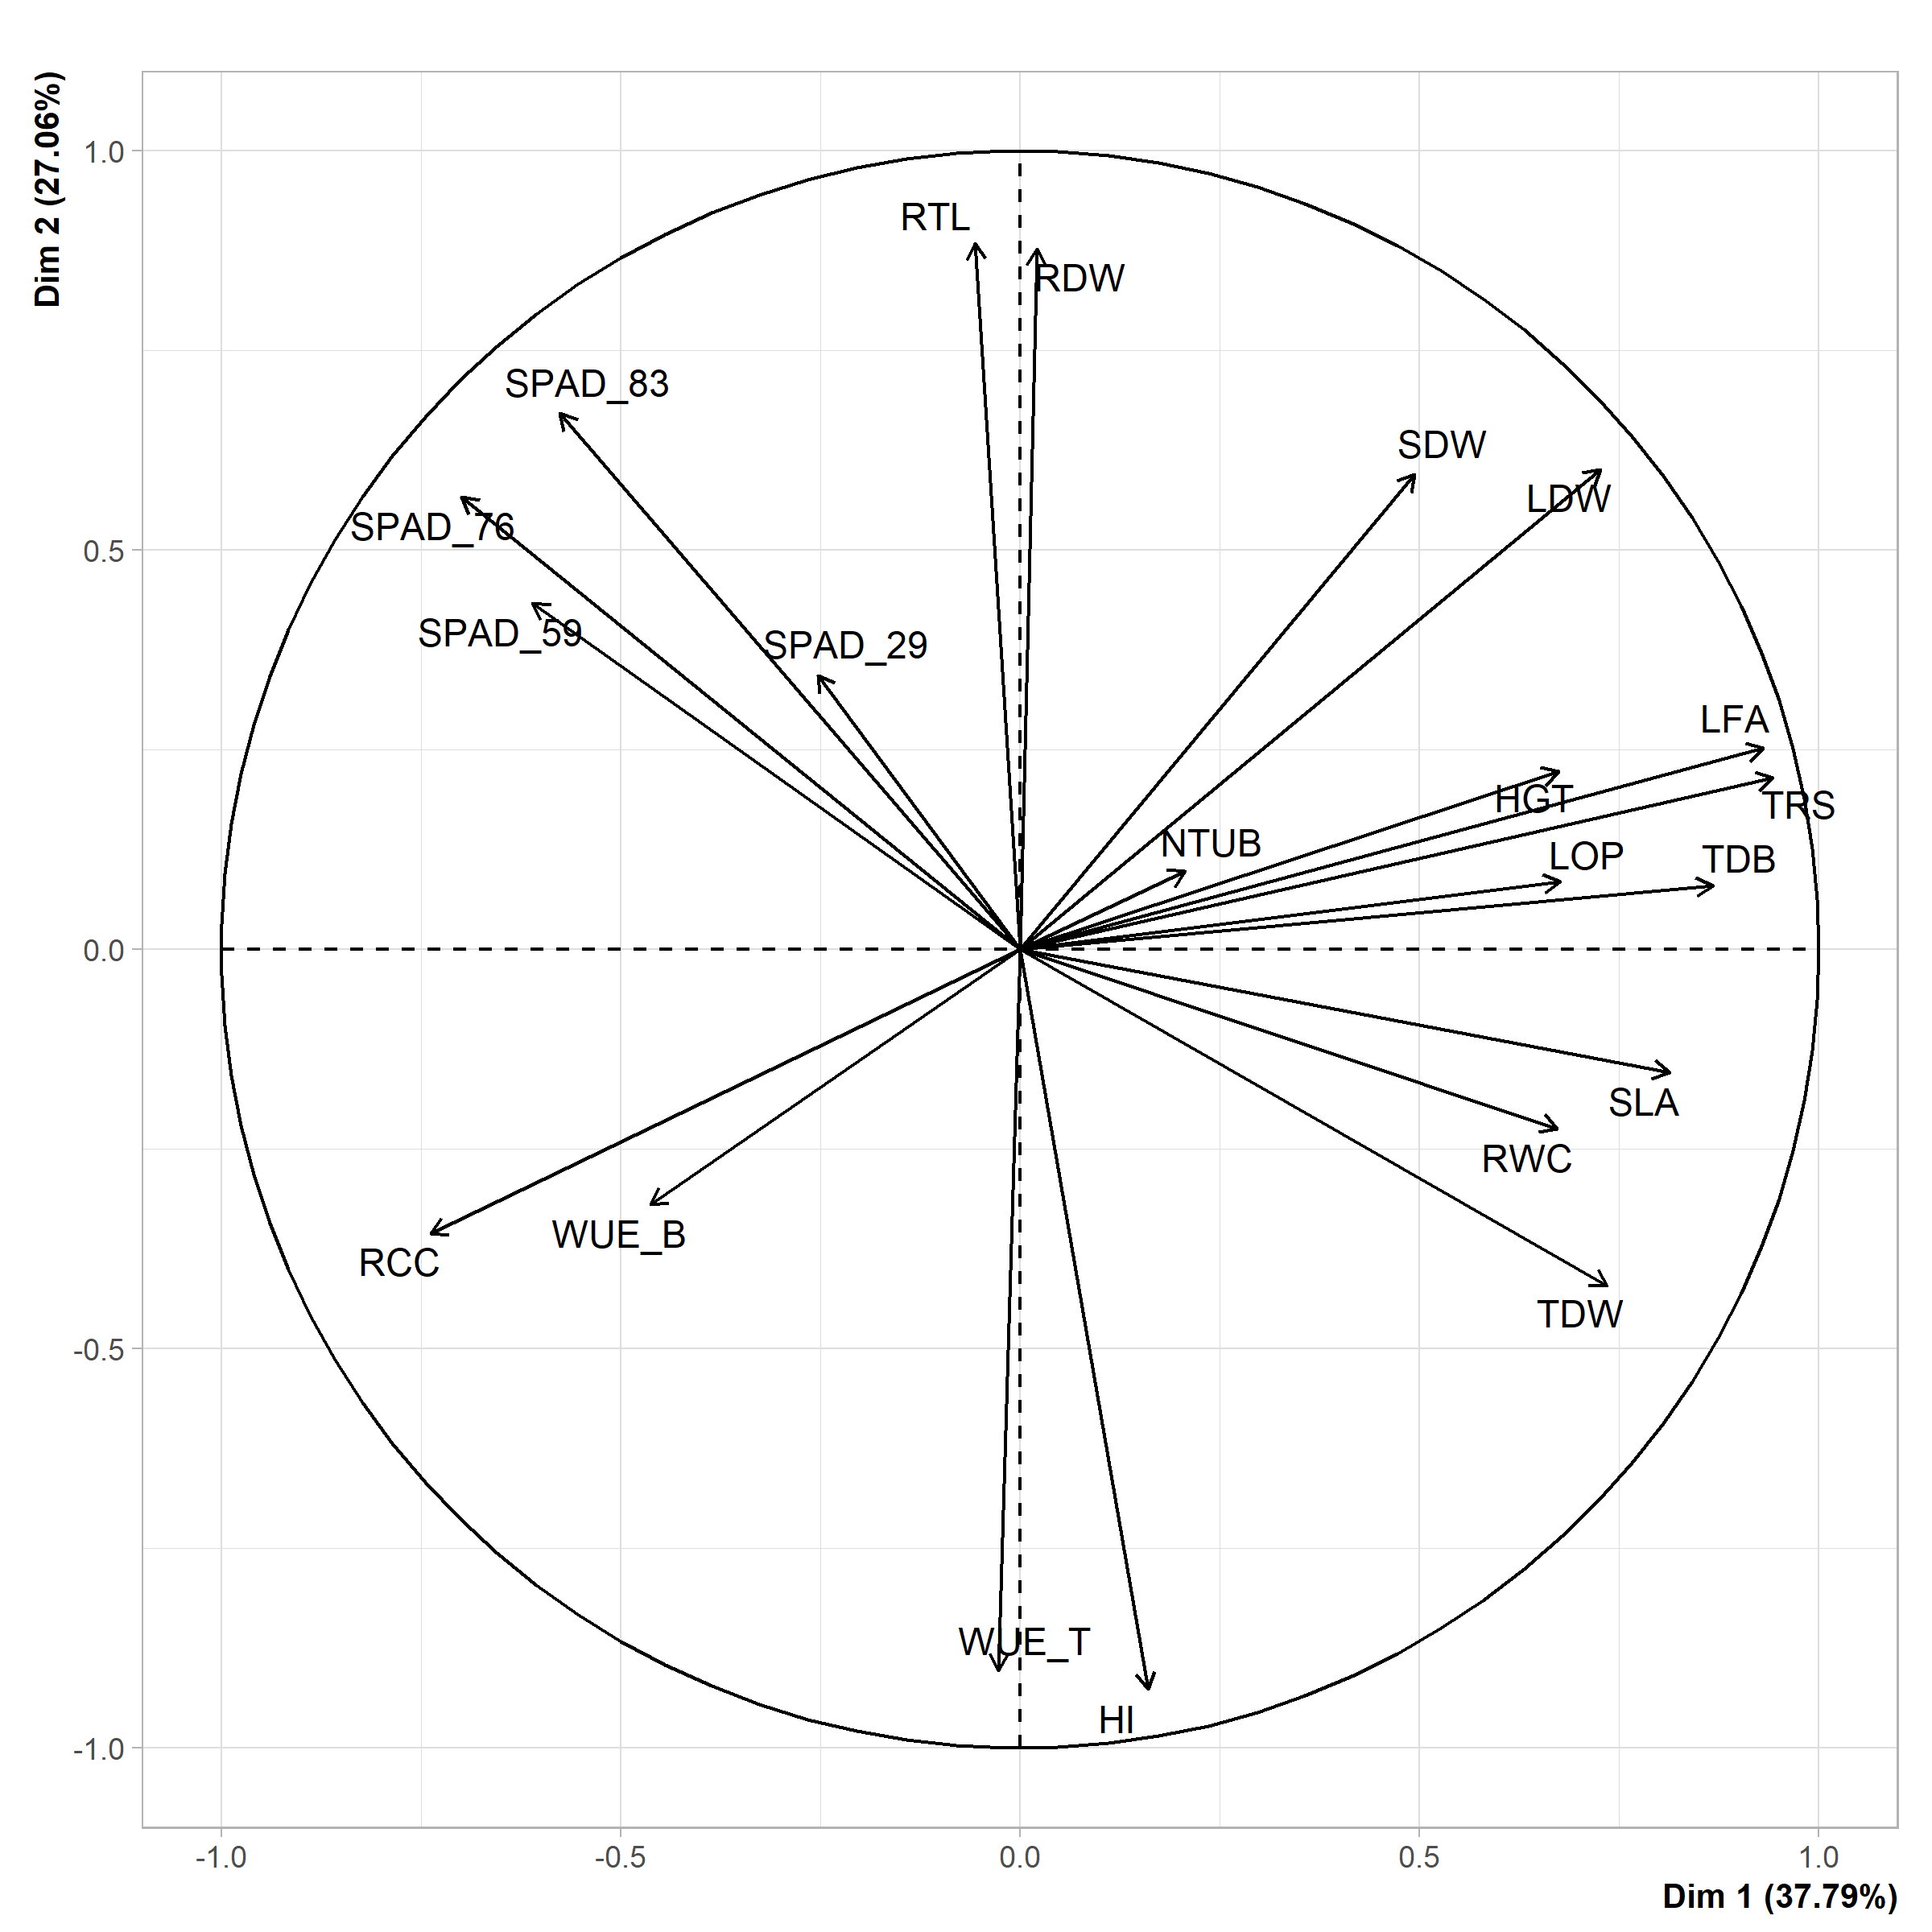 Dim 2 (27.06%)
1.0
0.5
0.0
-0.5
-1.0
RTL
RDW
SPAD_83
SDW
LDW
SPAD_76
SPAD_59
SPAD_29
LFA
HGT
TRS
NTUB
LOP
TDB
SLA
RWC
WUE_B
RCC
TDW
WUE_T
HI
-1.0
-0.5
0.0
0.5
1.0
Dim 1 (37.79%)